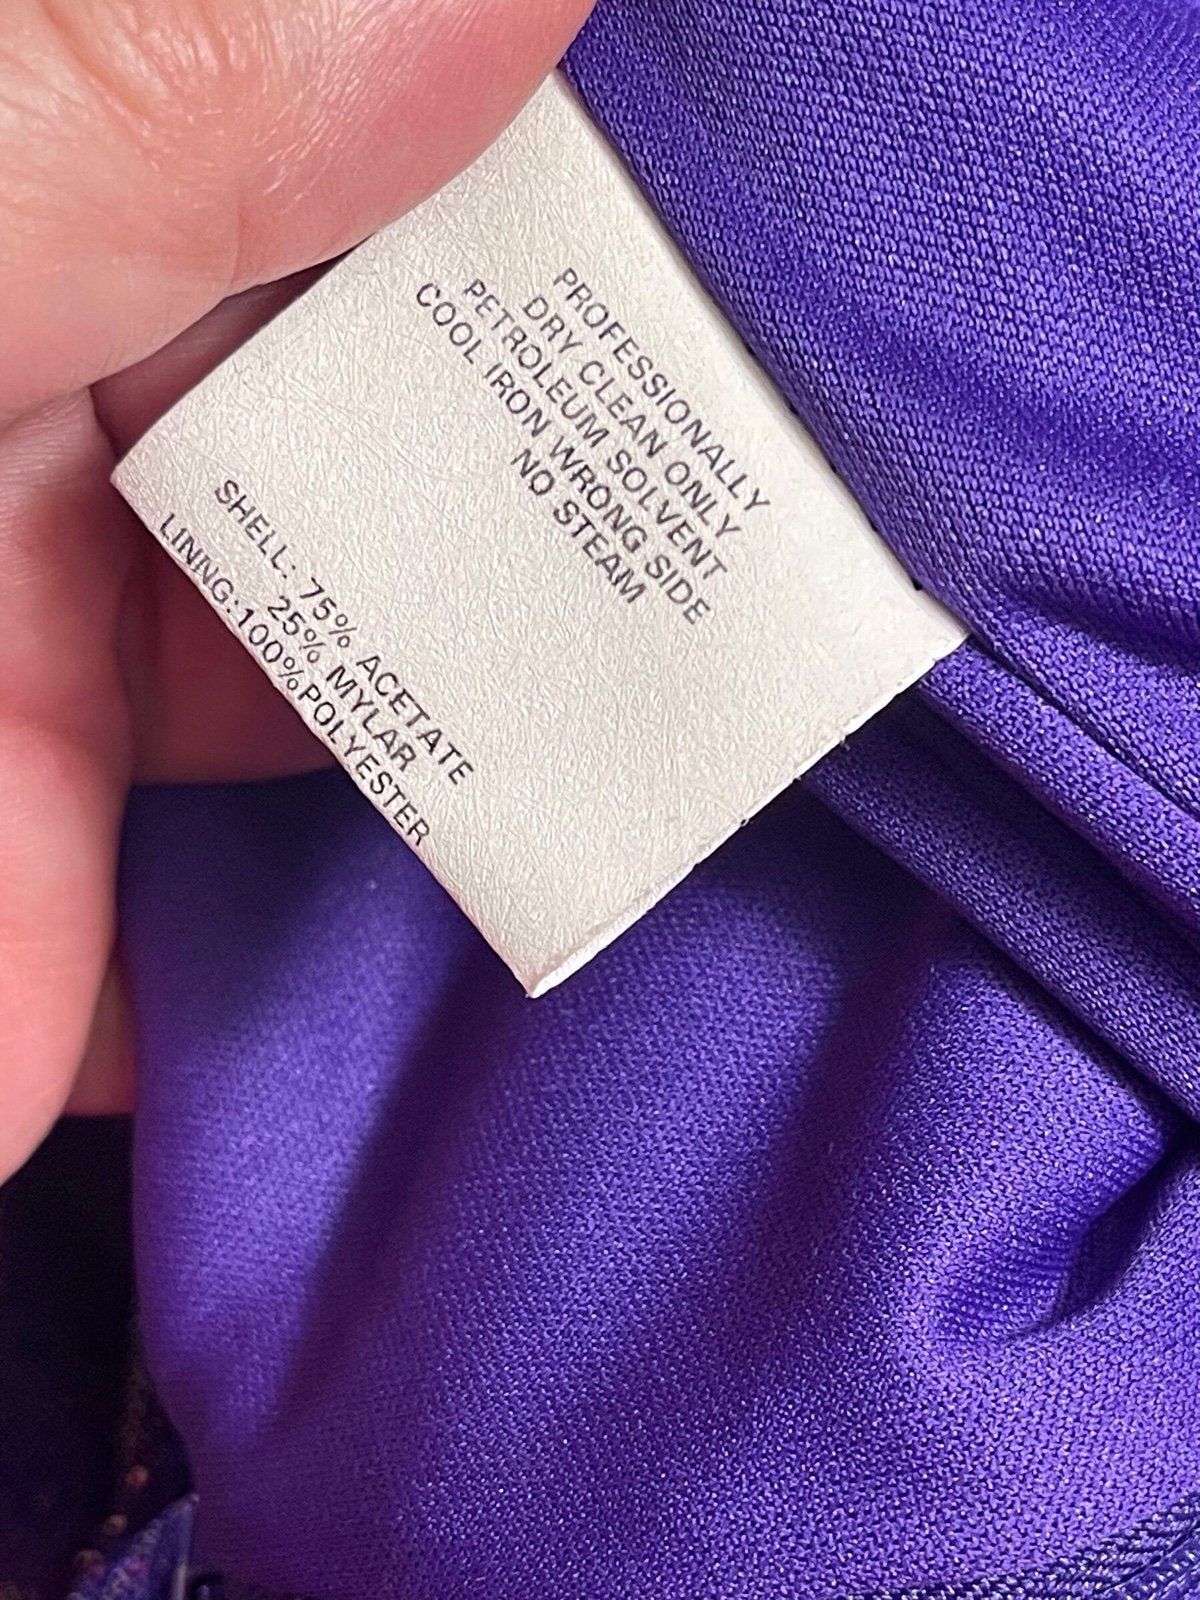 PROFESSIONALLY
DRY CLEAN ONLY
PETROLEUM SOLVENT
COOL IRON WRONG SIDE
NO STEAM
SHELL: 75% ACETATE
25% MYLAR
LINNG:100%POLYESTER